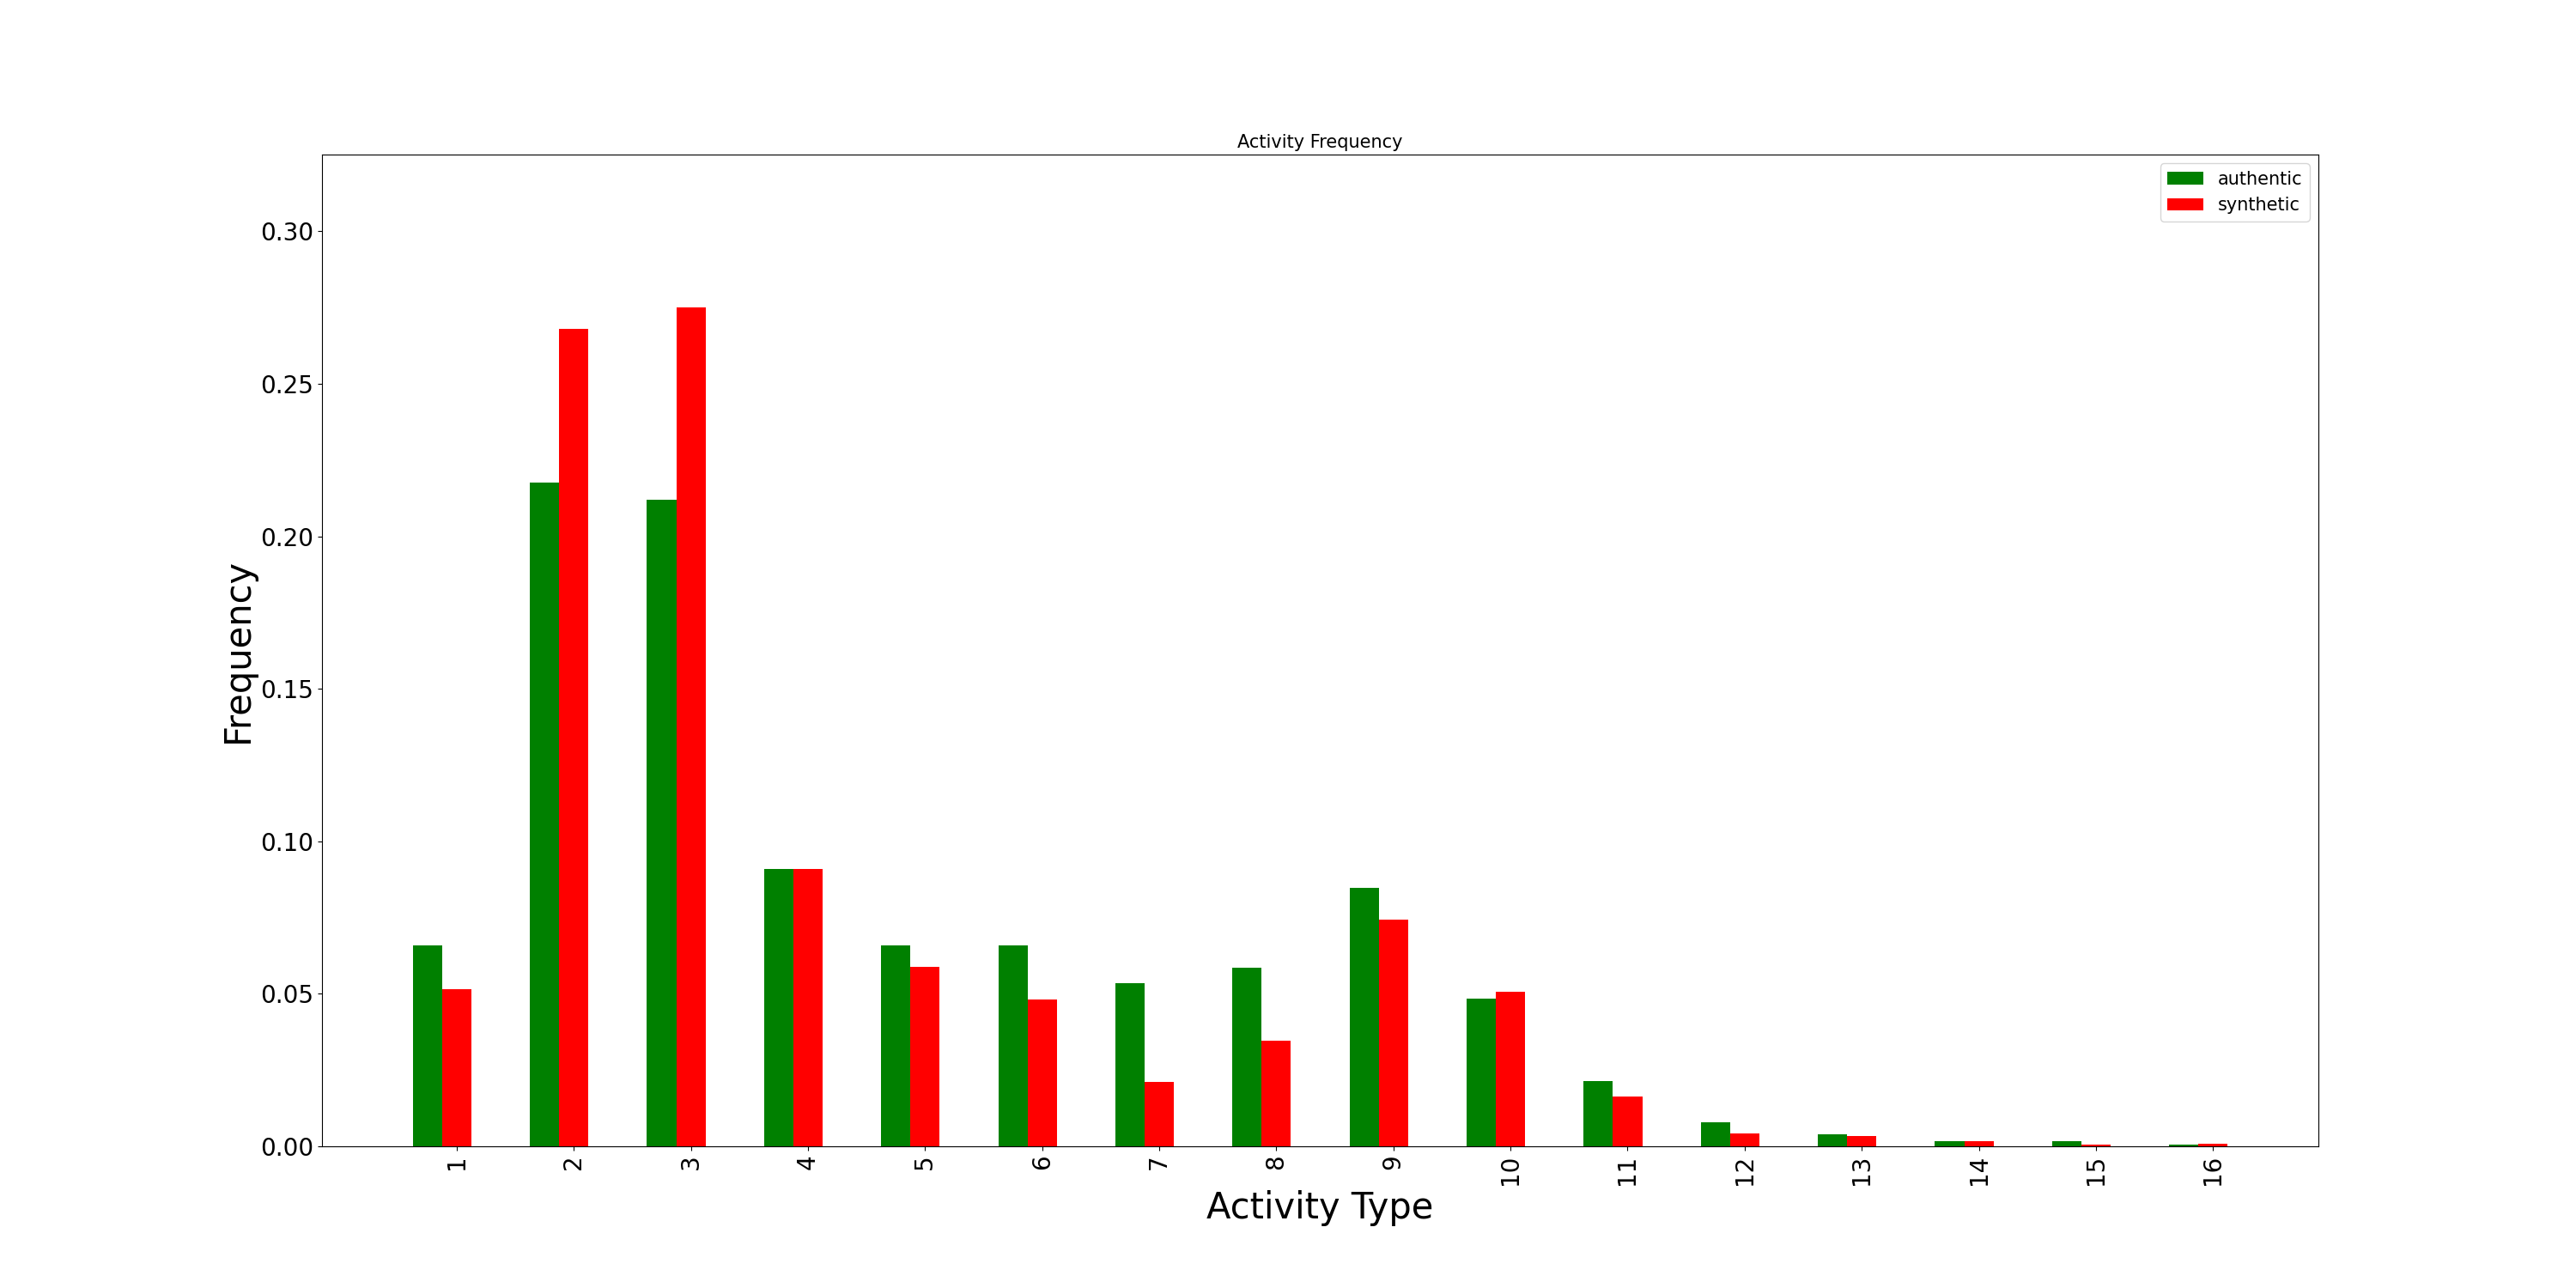 Activity Frequency
authentic
synthetic
0.30
0.25
0.20
0.15
0.10
0.05
0.00
Frequency
1 2 3 4 5 6 7 8 9 10 11 12 13 14 15 16
Activity Type